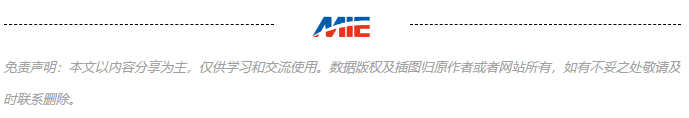 MIE
免责声明：本文以内容分享为主，仅供学习和交流使用。数据版权及插图归原作者或者网站所有，如有不妥之处敬请及
时联系删除。